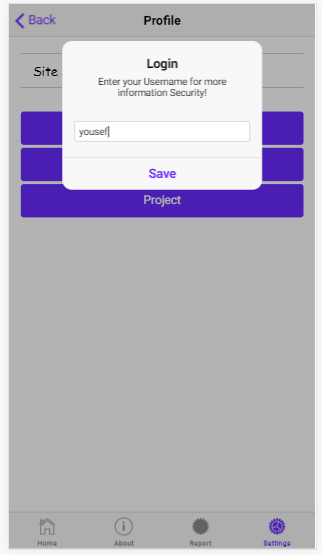 Back
Profile
Site
Login
Enter your Username for more
information Security!
yousef
Save
Project
Home
About
Report
Settings